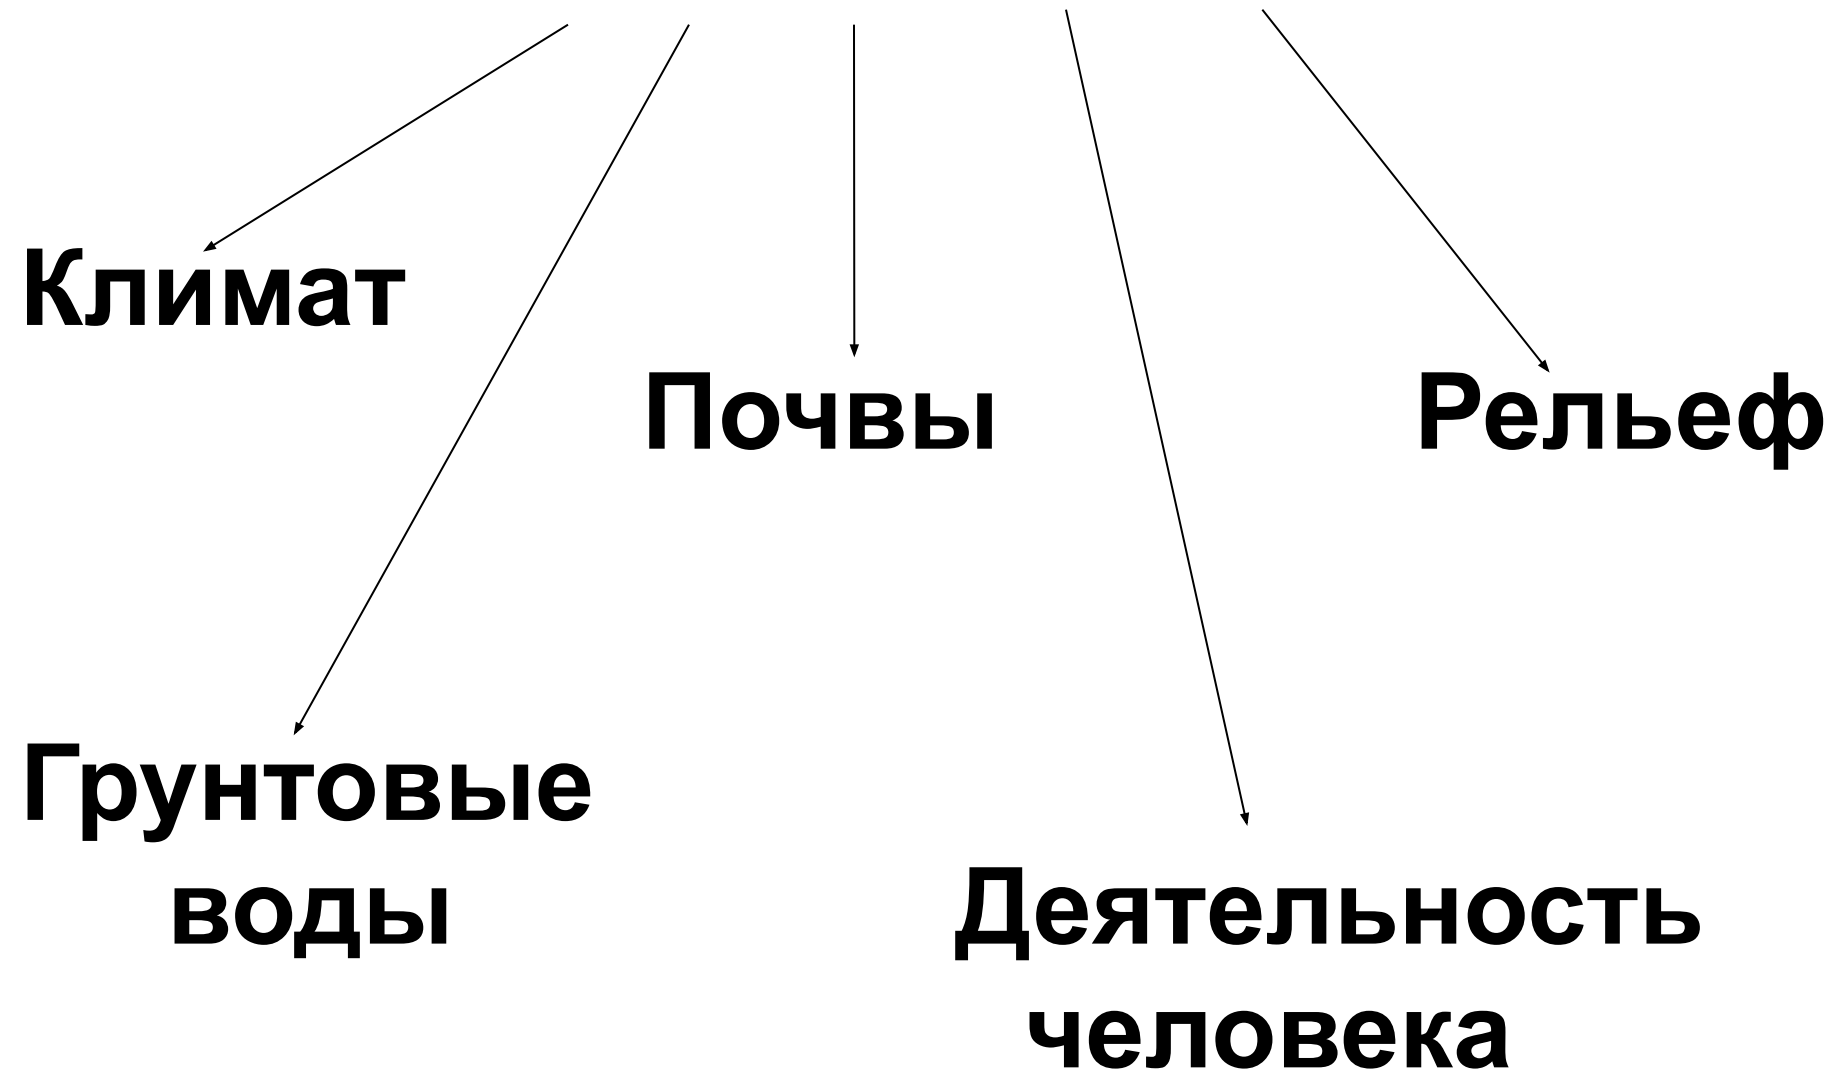 Климат
Почвы
Рельеф
Грунтовые
воды
Деятельность
человека